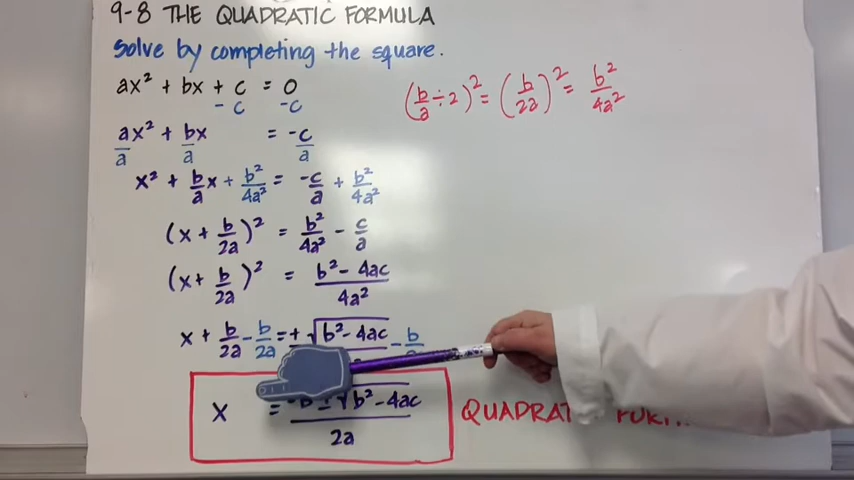 9-8 THE QUADRATIC FORMULA
Solve by completing the square.
ax² + bx + c = 0
- c -c
(b/a ÷ 2)² = (b/2a)² = b²/4a²
ax²/a + bx/a = -c/a
x² + b/a x + b²/4a² = -c/a + b²/4a²
(x + b/2a)² = b²/4a² - c/a
(x + b/2a)² = (b² - 4ac)/4a²
x + b/2a - b/2a = ± √(b² - 4ac) - b
x = (-b ± √(b² - 4ac))/2a
QUADRAT